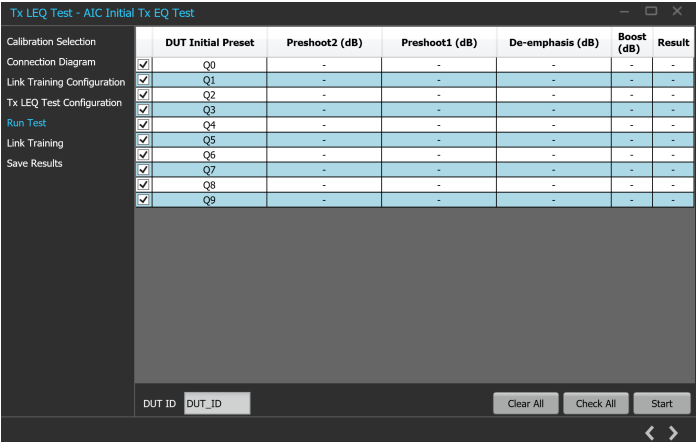 Tx LEQ Test - AIC Initial Tx EQ Test
Calibration Selection
Connection Diagram
Link Training Configuration
Tx LEQ Test Configuration
Run Test
Link Training
Save Results
DUT Initial Preset Preshoot2 (dB) Preshoot1 (dB) De-emphasis (dB) Boost (dB) Result
Q0 - - - - -
Q1 - - - - -
Q2 - - - - -
Q3 - - - - -
Q4 - - - - -
Q5 - - - - -
Q6 - - - - -
Q7 - - - - -
Q8 - - - - -
Q9 - - - - -
DUT ID DUT_ID Clear All Check All Start